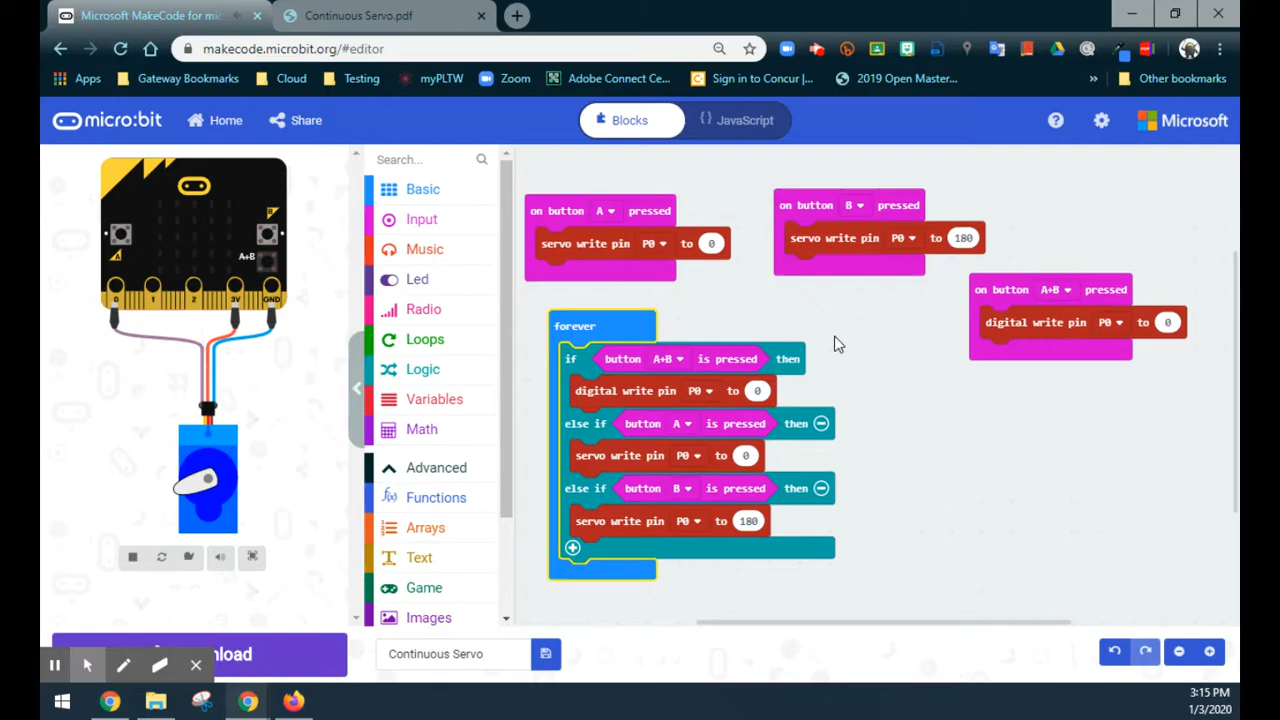 Microsoft MakeCode for mic
Continuous Servo.pdf
makecode.microbit.org/#editor
Apps
Gateway Bookmarks
Cloud
Testing
myPLTW
Zoom
Adobe Connect Ce...
Sign in to Concur |...
2019 Open Master...
»
Other bookmarks
micro:bit
Home
Share
Blocks
{} JavaScript
Microsoft
A
B
A+B
0
1
2
3V
GND
Search...
Basic
Input
Music
Led
Radio
Loops
Logic
Variables
Math
Advanced
Functions
Arrays
Text
Game
Images
on button A pressed
servo write pin P0 to 0
on button B pressed
servo write pin P0 to 180
on button A+B pressed
digital write pin P0 to 0
forever
if button A+B is pressed then
digital write pin P0 to 0
else if button A is pressed then
servo write pin P0 to 0
else if button B is pressed then
servo write pin P0 to 180
nload
Continuous Servo
3:15 PM
1/3/2020